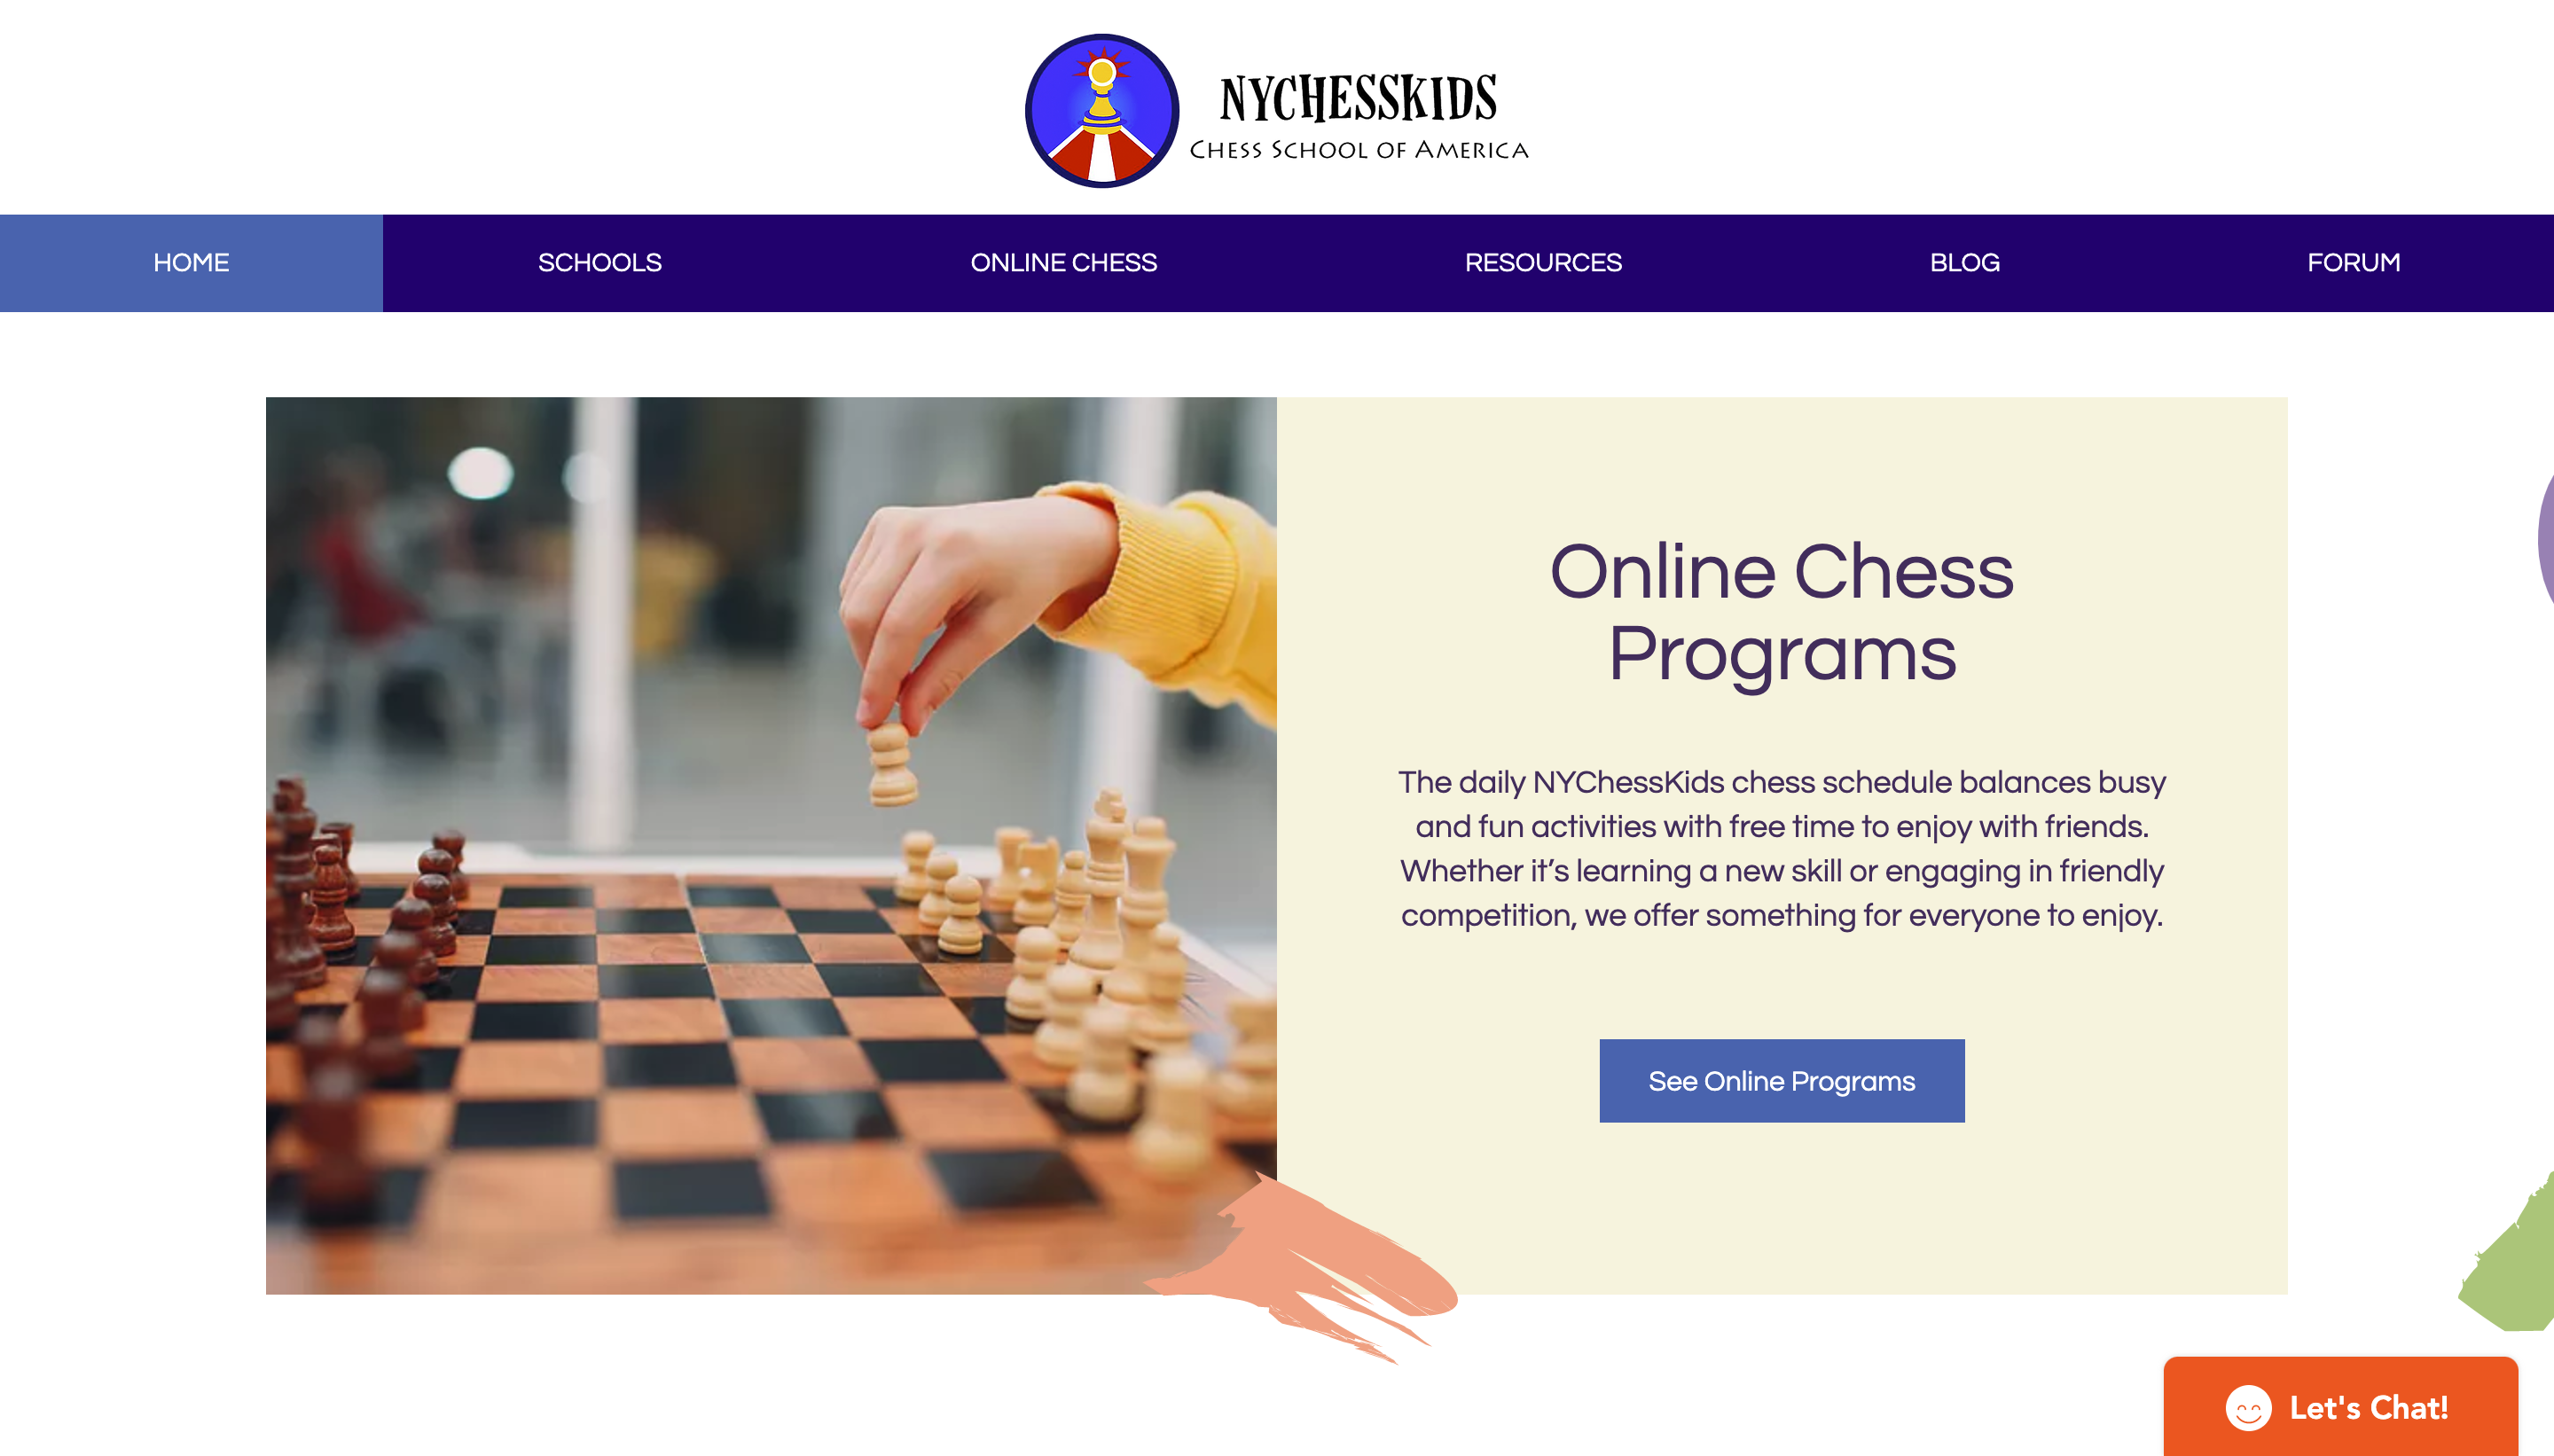 NYCHESSKIDS
CHESS SCHOOL OF AMERICA
HOME
SCHOOLS
ONLINE CHESS
RESOURCES
BLOG
FORUM
Online Chess
Programs
The daily NYChessKids chess schedule balances busy
and fun activities with free time to enjoy with friends.
Whether it’s learning a new skill or engaging in friendly
competition, we offer something for everyone to enjoy.
See Online Programs
Let's Chat!